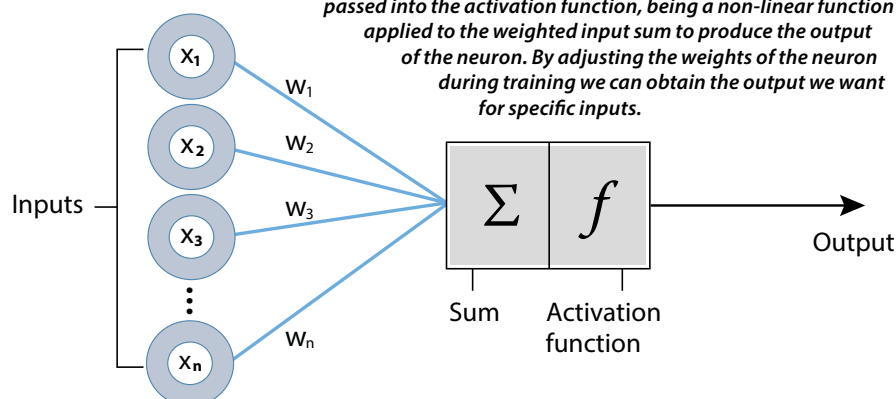 passed into the activation function, being a non-linear function
applied to the weighted input sum to produce the output
of the neuron. By adjusting the weights of the neuron
during training we can obtain the output we want
for specific inputs.
Inputs
x1
x2
x3
xn
w1
w2
w3
wn
Σ f
Sum
Activation
function
Output